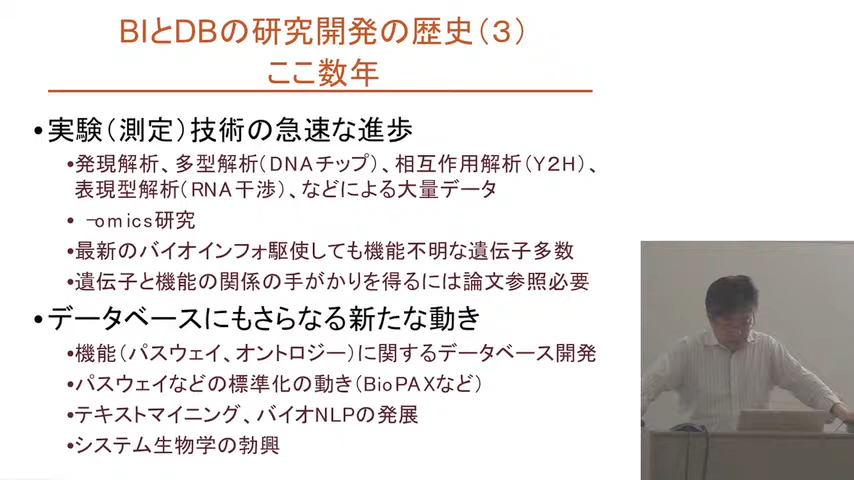 BIとDBの研究開発の歴史(3)
ここ数年
•実験(測定)技術の急速な進歩
•発現解析、多型解析(DNAチップ)、相互作用解析(Y2H)、
表現型解析(RNA干渉)、などによる大量データ
• -omics研究
•最新のバイオインフォ駆使しても機能不明な遺伝子多数
•遺伝子と機能の関係の手がかりを得るには論文参照必要
•データベースにもさらなる新たな動き
•機能(パスウェイ、オントロジー)に関するデータベース開発
•パスウェイなどの標準化の動き(BioPAXなど)
•テキストマイニング、バイオNLPの発展
•システム生物学の勃興